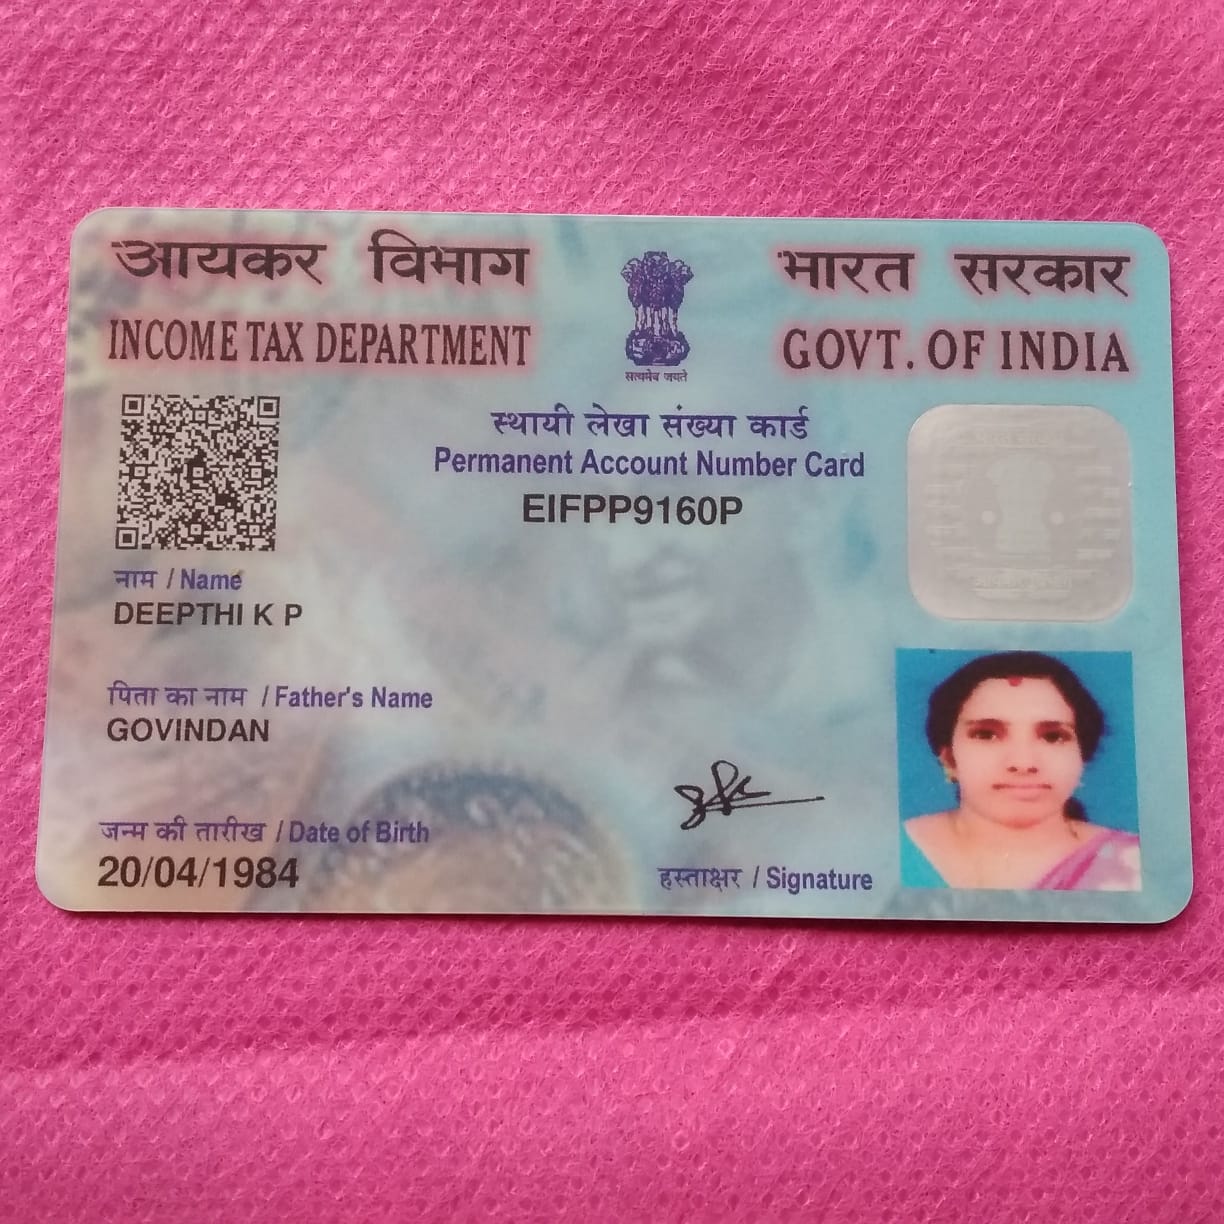 आयकर विभाग
INCOME TAX DEPARTMENT
सत्यमेव जयते
भारत सरकार
GOVT. OF INDIA
स्थायी लेखा संख्या कार्ड
Permanent Account Number Card
EIFPP9160P
नाम / Name
DEEPTHI K P
पिता का नाम / Father's Name
GOVINDAN
जन्म की तारीख / Date of Birth
20/04/1984
हस्ताक्षर / Signature